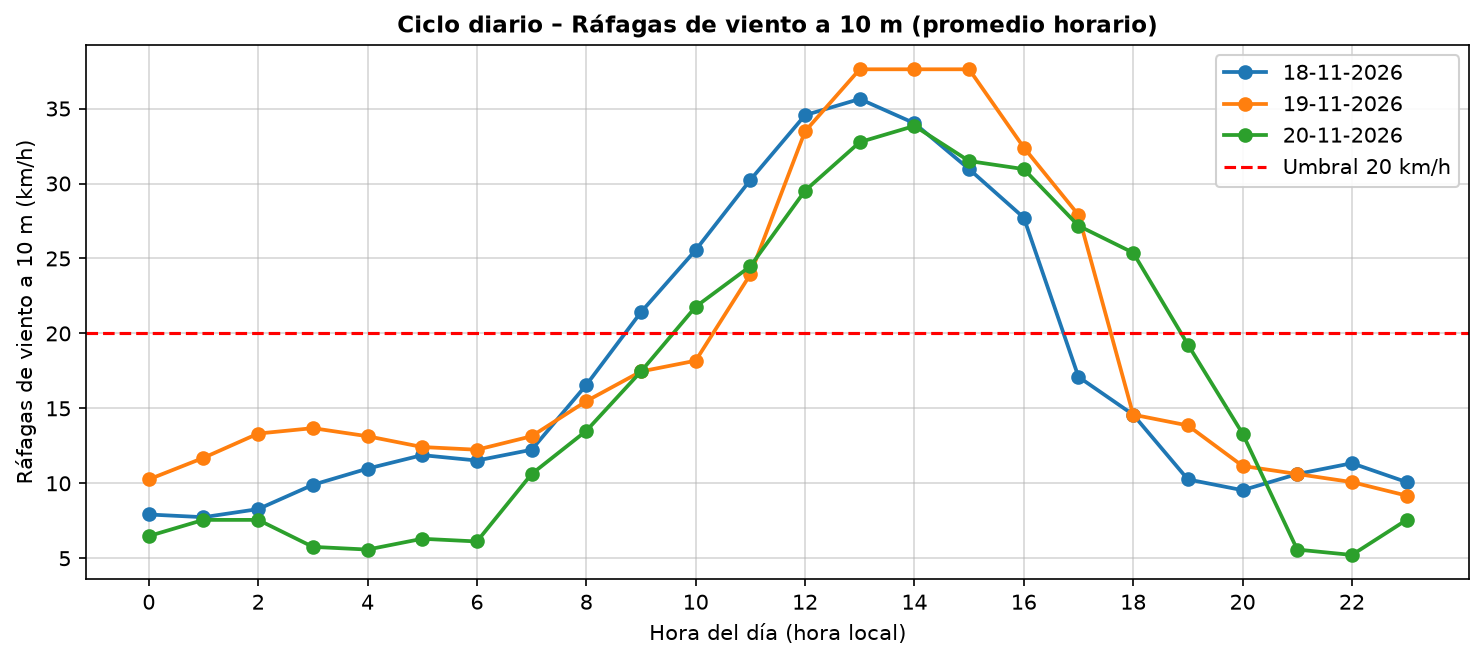 Ciclo diario – Ráfagas de viento a 10 m (promedio horario)
Ráfagas de viento a 10 m (km/h)
35
30
25
20
15
10
5
18-11-2026
19-11-2026
20-11-2026
Umbral 20 km/h
0 2 4 6 8 10 12 14 16 18 20 22
Hora del día (hora local)